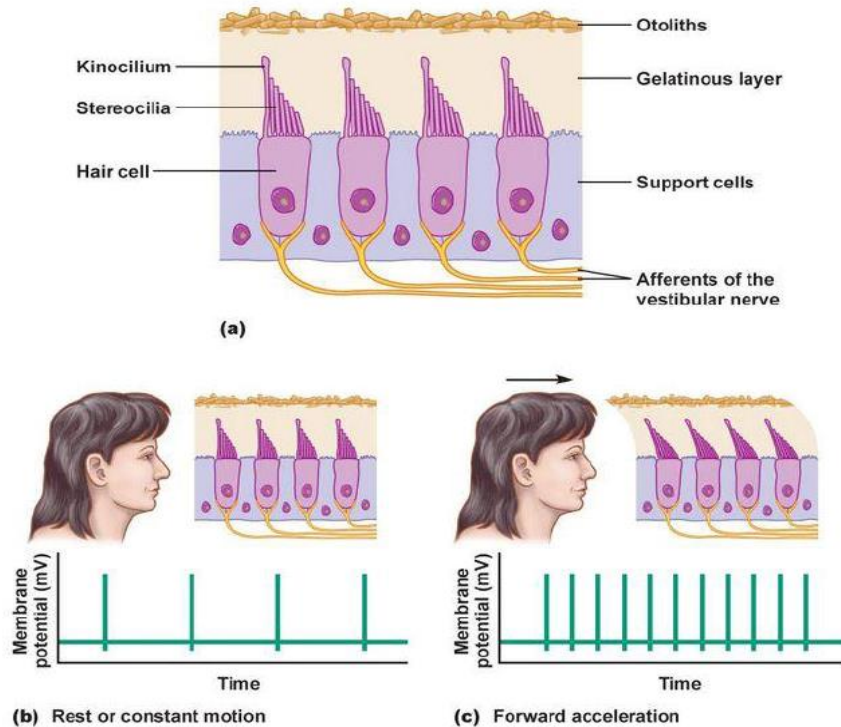 Otoliths
Kinocilium
Gelatinous layer
Stereocilia
Hair cell
Support cells
Afferents of the
vestibular nerve
(a)
Membrane
potential (mV)
Time
(b) Rest or constant motion
Membrane
potential (mV)
Time
(c) Forward acceleration